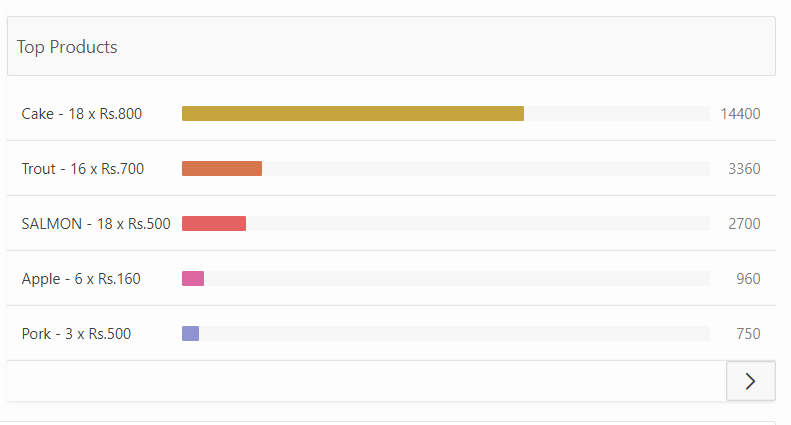 Top Products
Cake - 18 x Rs.800 14400
Trout - 16 x Rs.700 3360
SALMON - 18 x Rs.500 2700
Apple - 6 x Rs.160 960
Pork - 3 x Rs.500 750